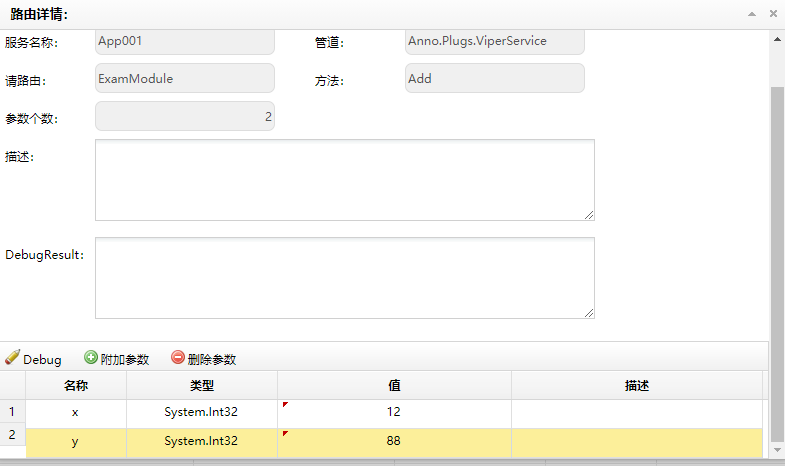 路由详情:
服务名称: App001 管道: Anno.Plugs.ViperService
请路由: ExamModule 方法: Add
参数个数: 2
描述:
DebugResult:
Debug 附加参数 删除参数
名称 类型 值 描述
1 x System.Int32 12
2 y System.Int32 88